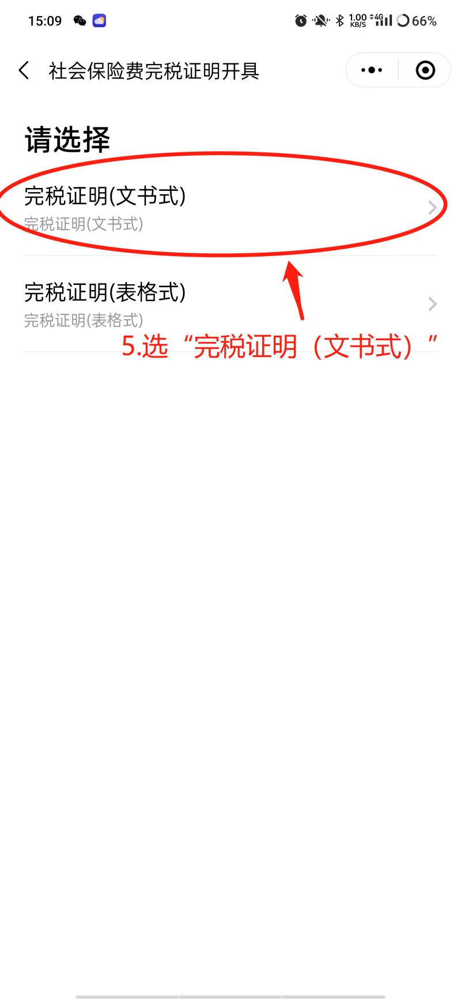 15:09
1.00 KB/S
4G
66%
社会保险费完税证明开具
请选择
完税证明(文书式)
完税证明(文书式)
完税证明(表格式)
完税证明(表格式)
5.选“完税证明（文书式）”